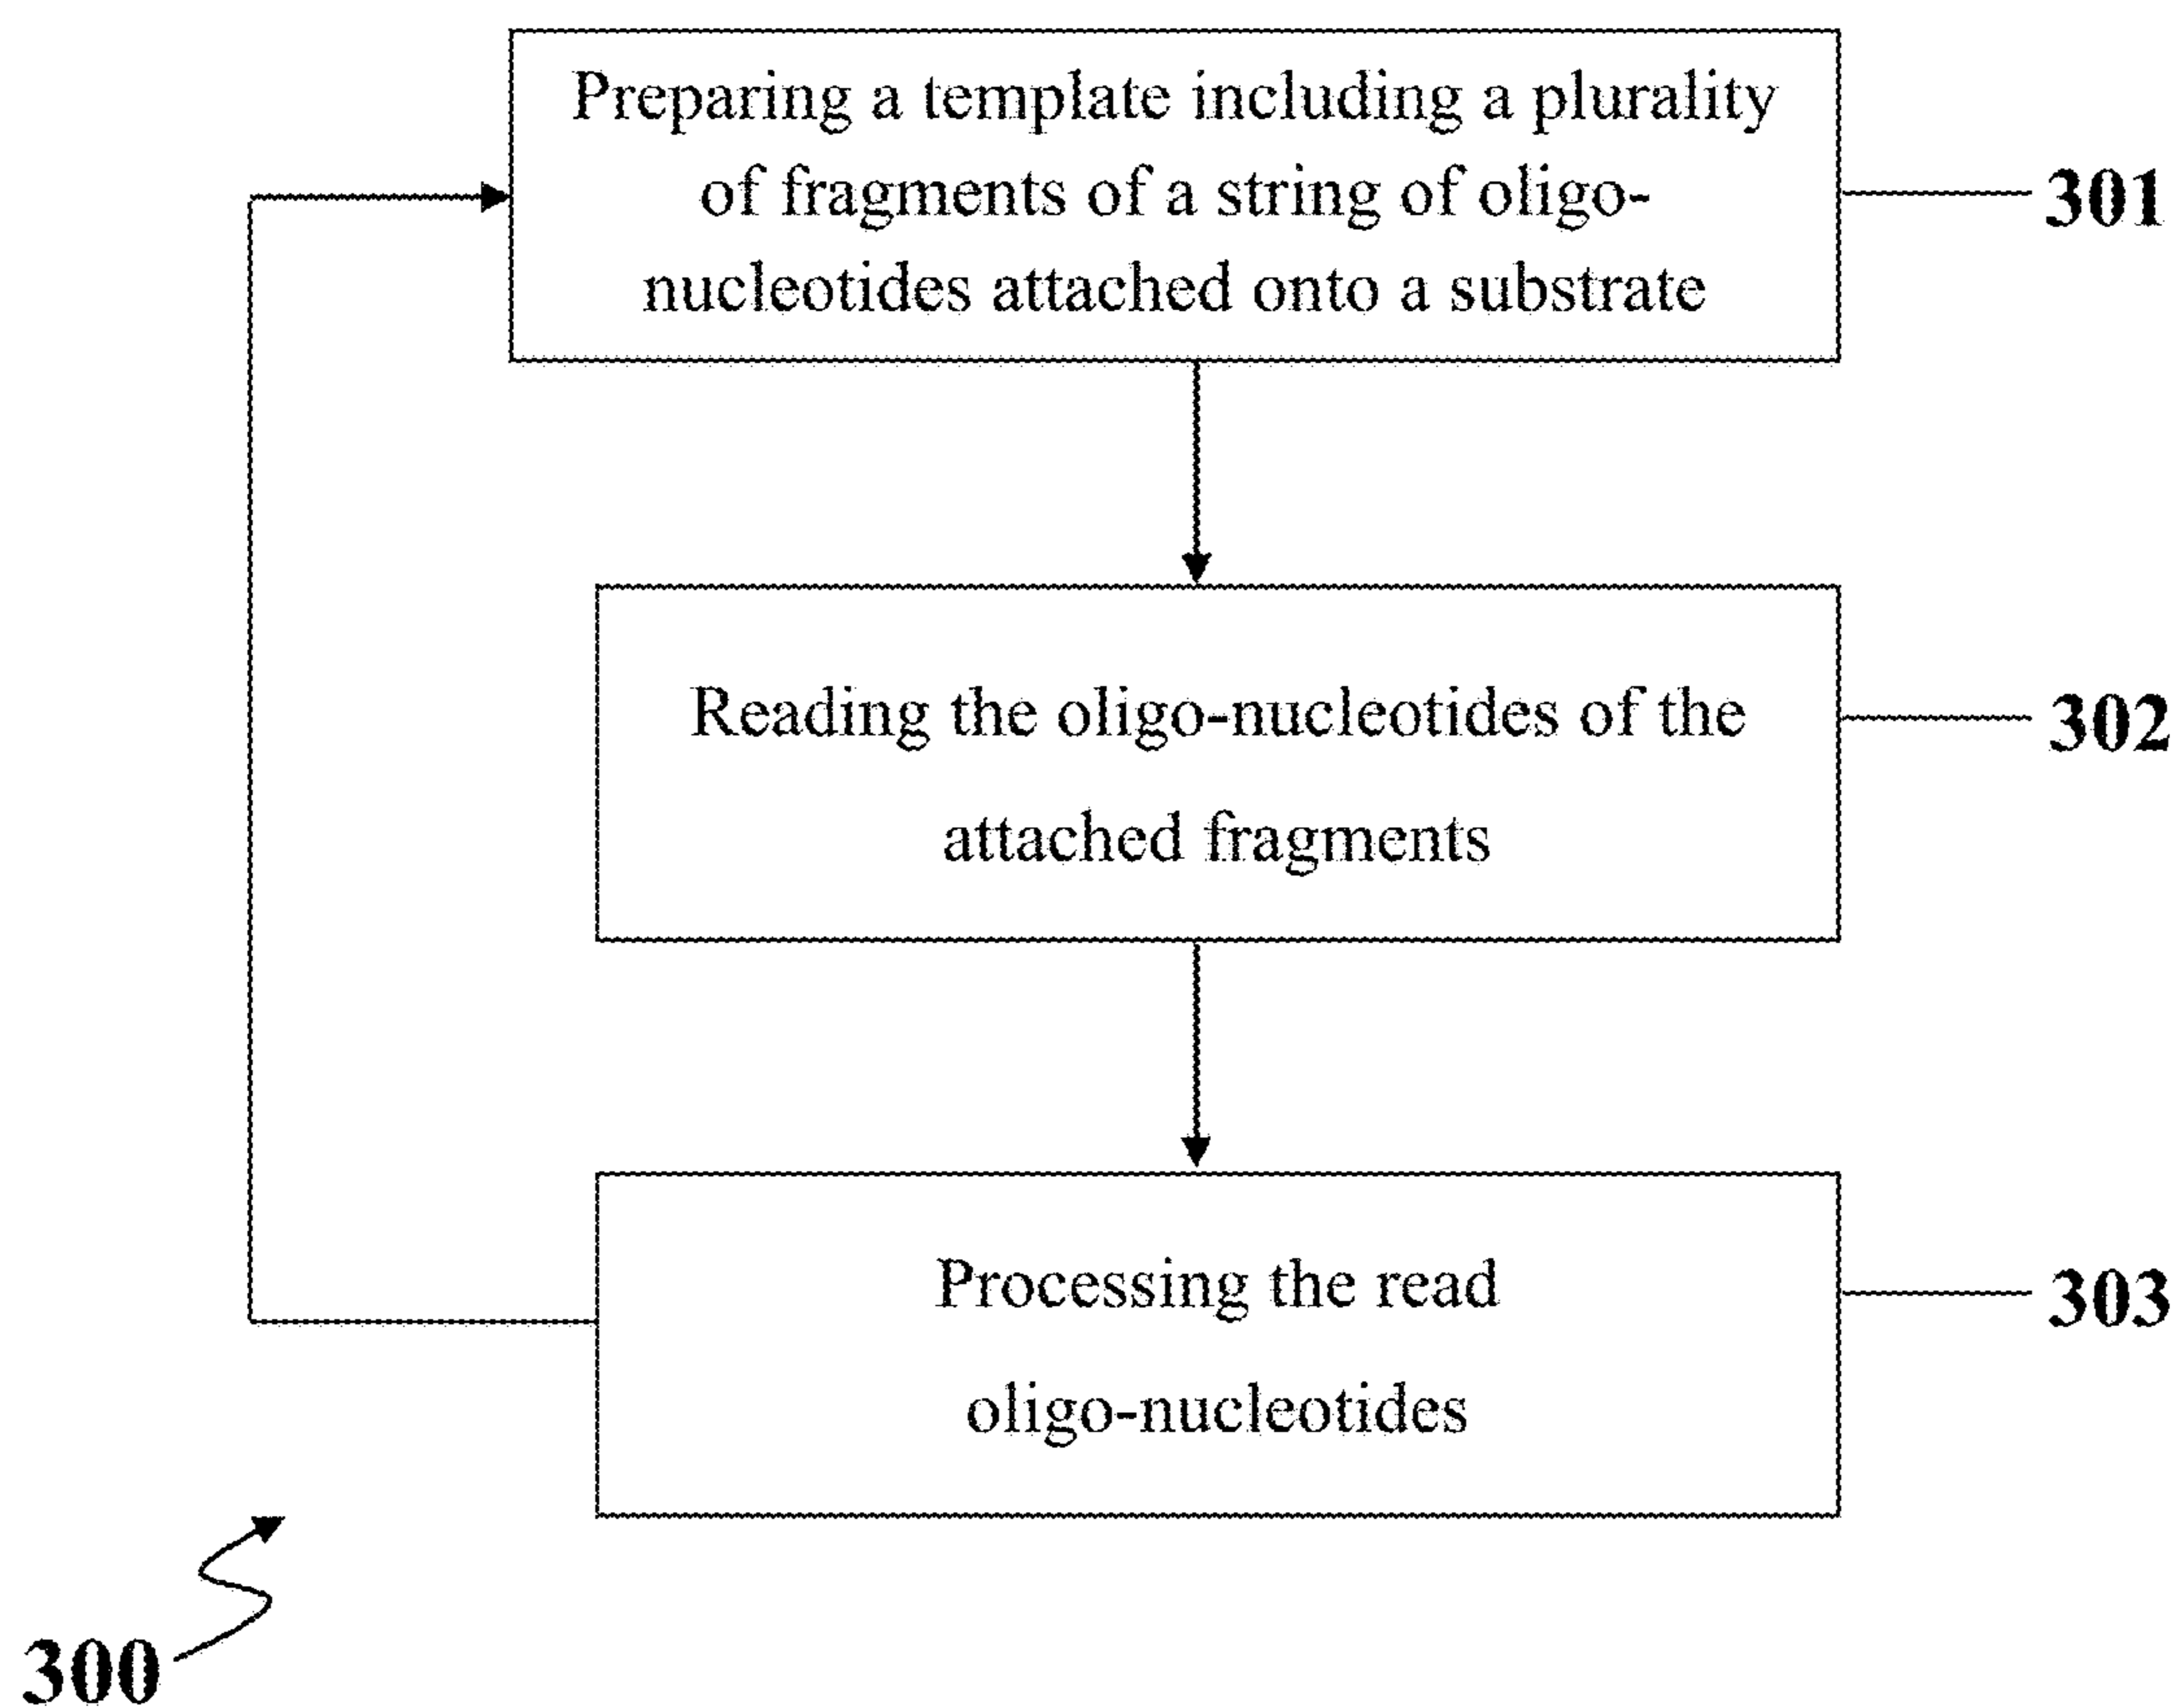 Preparing a template including a plurality
of fragments of a string of oligo-
nucleotides attached onto a substrate
301
Reading the oligo-nucleotides of the
attached fragments
302
Processing the read
oligo-nucleotides
303
300